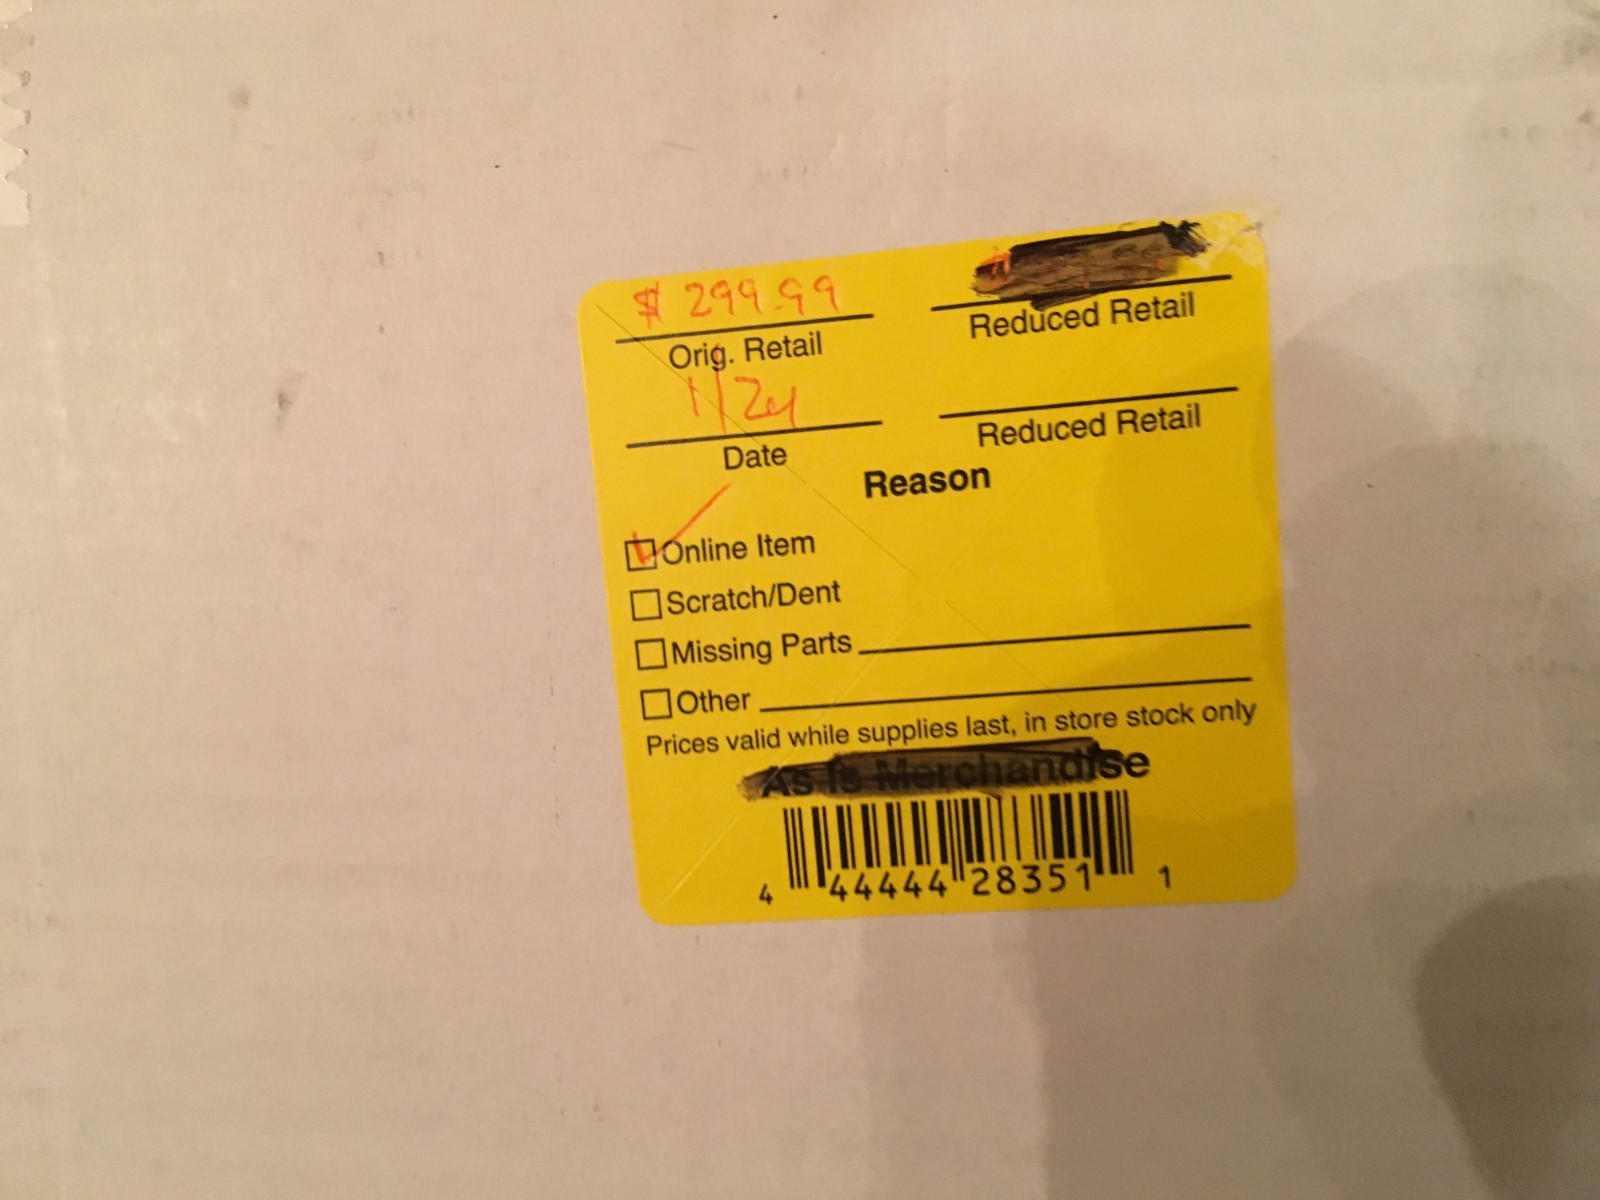 $ 299.99
Orig. Retail
Reduced Retail
1/24
Date
Reduced Retail
Reason
Online Item
Scratch/Dent
Missing Parts
Other
Prices valid while supplies last, in store stock only
As Is Merchandise
4 44444 28351 1